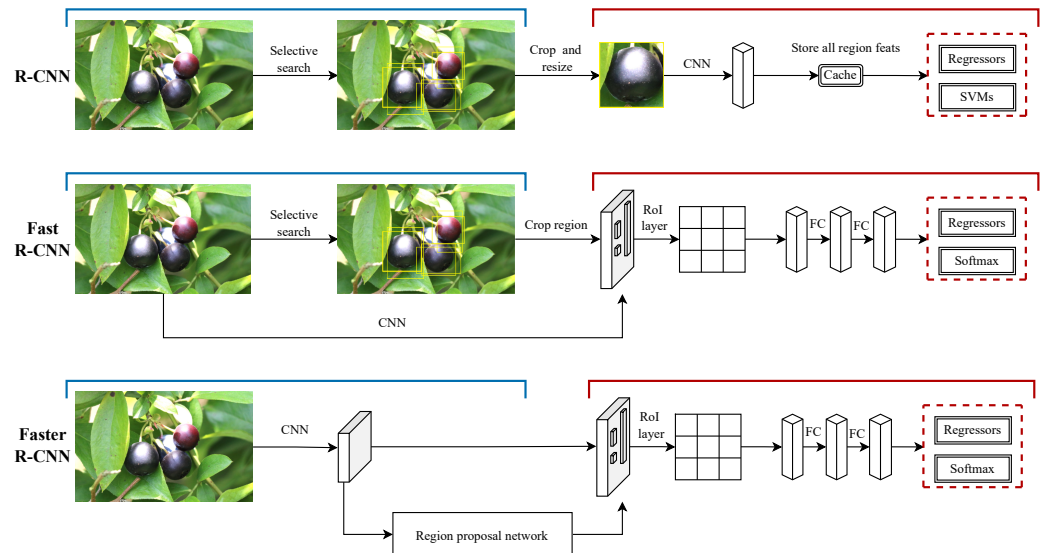 R-CNN
Selective
search
Crop and
resize
CNN
Store all region feats
Cache
Regressors
SVMs
Fast
R-CNN
Selective
search
Crop region
CNN
RoI
layer
FC
FC
Regressors
Softmax
Faster
R-CNN
CNN
Region proposal network
RoI
layer
FC
FC
Regressors
Softmax